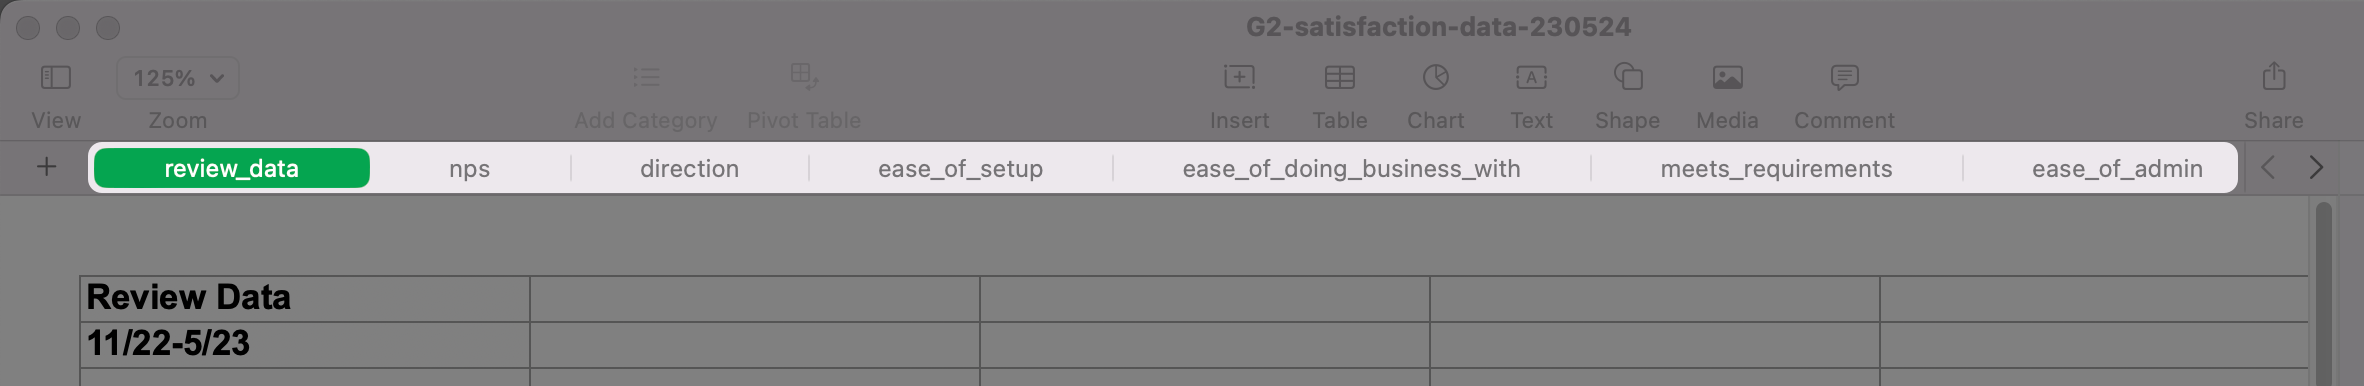 G2-satisfaction-data-230524
125%
View Zoom Add Category Pivot Table Insert Table Chart Text Shape Media Comment Share
review_data nps direction ease_of_setup ease_of_doing_business_with meets_requirements ease_of_admin
Review Data
11/22-5/23